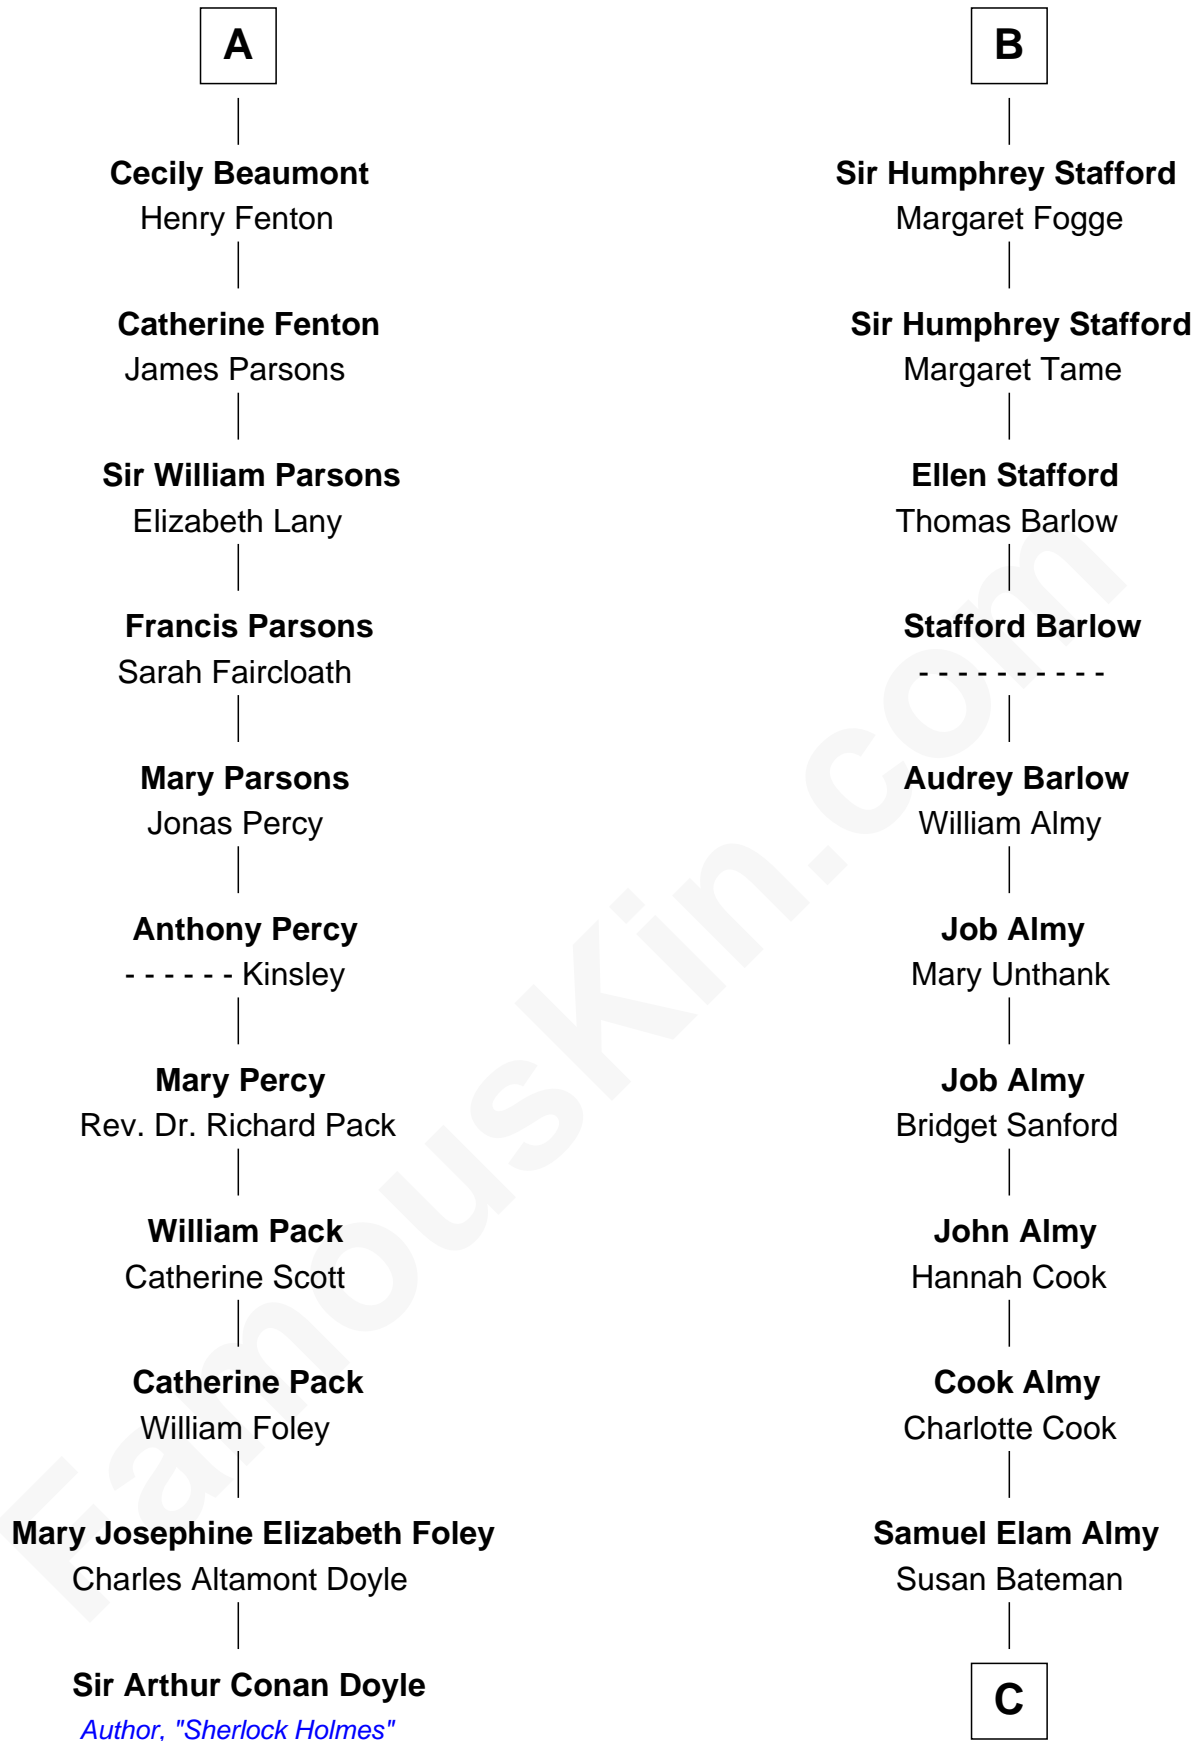 A
Cecily Beaumont
Henry Fenton
Catherine Fenton
James Parsons
Sir William Parsons
Elizabeth Lany
Francis Parsons
Sarah Faircloath
Mary Parsons
Jonas Percy
Anthony Percy
- - - - - - Kinsley
Mary Percy
Rev. Dr. Richard Pack
William Pack
Catherine Scott
Catherine Pack
William Foley
Mary Josephine Elizabeth Foley
Charles Altamont Doyle
Sir Arthur Conan Doyle
Author, "Sherlock Holmes"
B
Sir Humphrey Stafford
Margaret Fogge
Sir Humphrey Stafford
Margaret Tame
Ellen Stafford
Thomas Barlow
Stafford Barlow
- - - - - - - - - -
Audrey Barlow
William Almy
Job Almy
Mary Unthank
Job Almy
Bridget Sanford
John Almy
Hannah Cook
Cook Almy
Charlotte Cook
Samuel Elam Almy
Susan Bateman
C
FamousKin.com